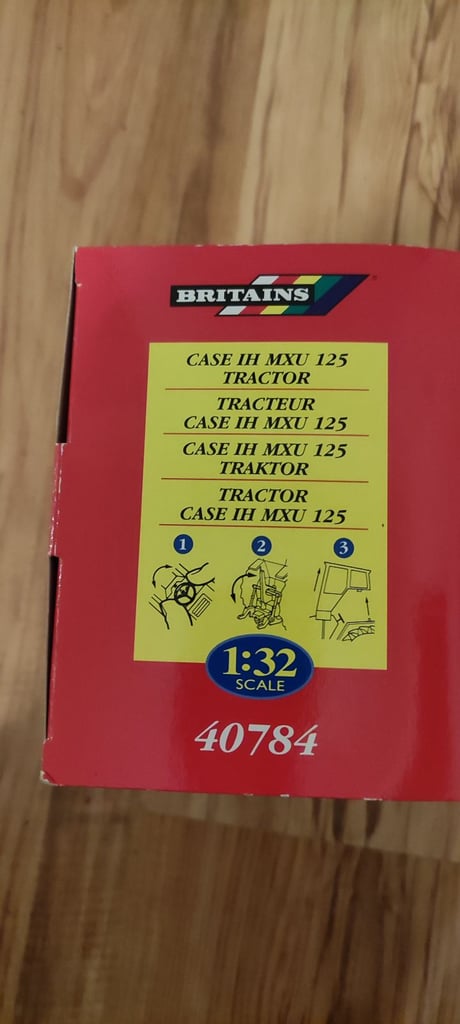 BRITAINS
CASE IH MXU 125
TRACTOR
TRACTEUR
CASE IH MXU 125
CASE IH MXU 125
TRAKTOR
TRACTOR
CASE IH MXU 125
1 2 3
1:32
SCALE
40784